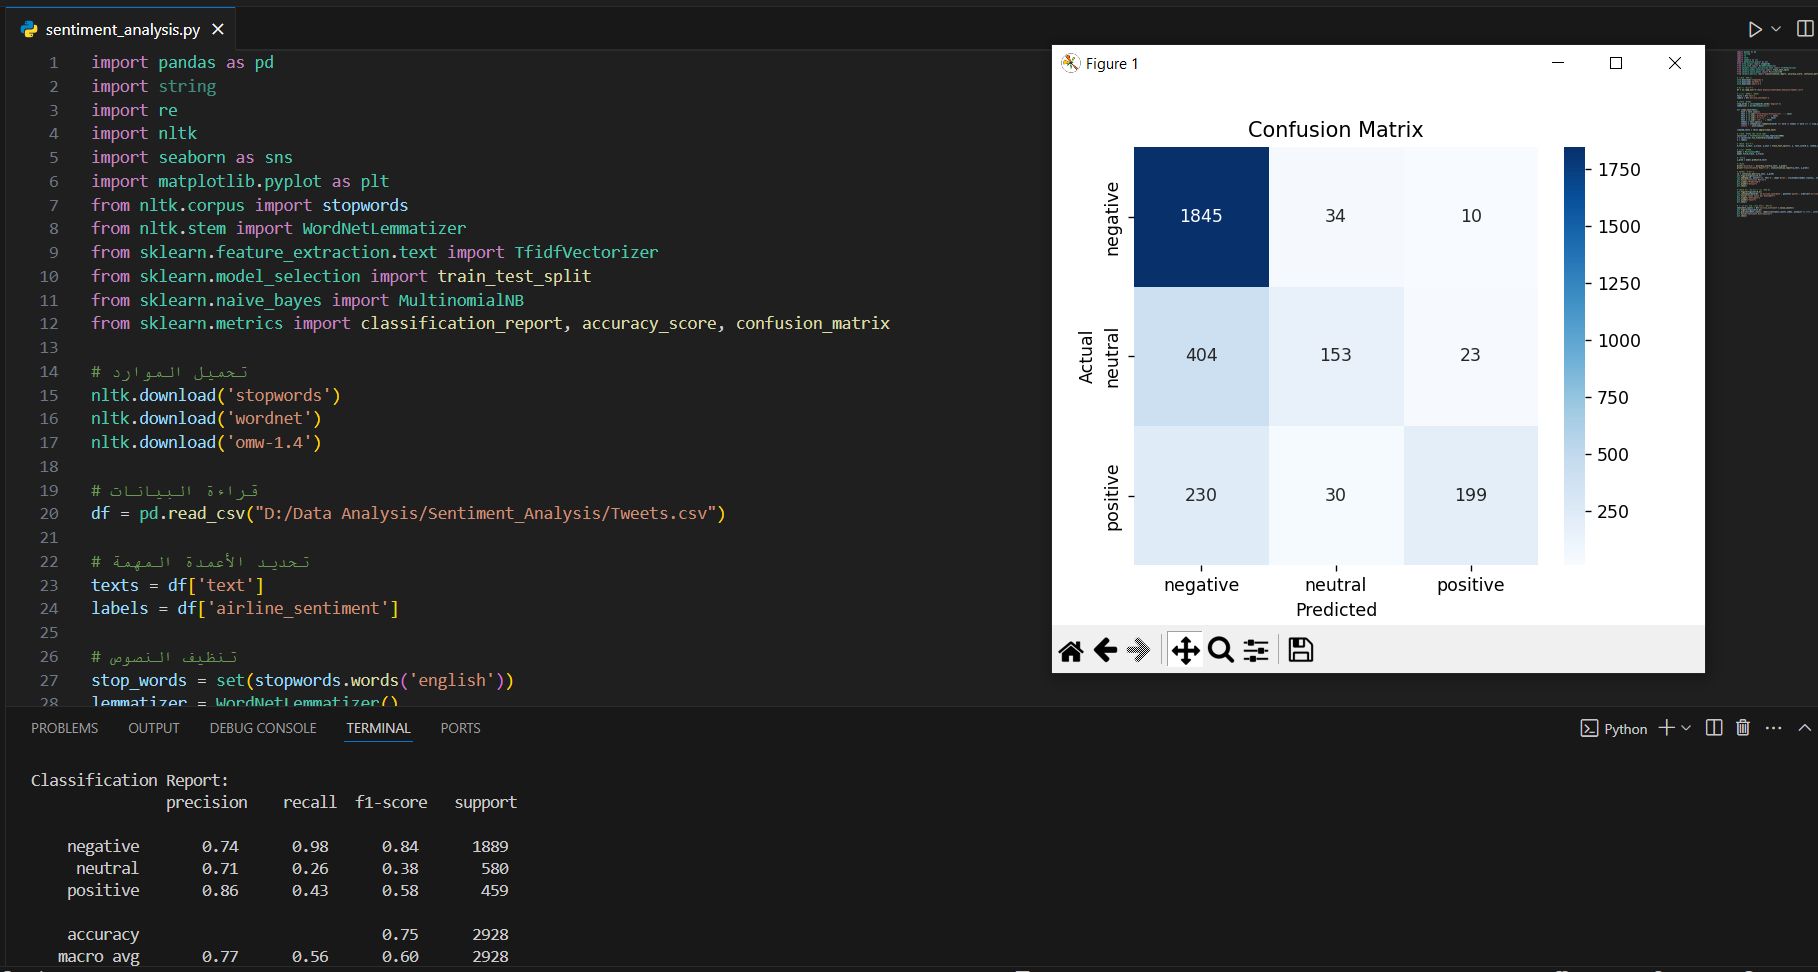 sentiment_analysis.py
1 import pandas as pd
2 import string
3 import re
4 import nltk
5 import seaborn as sns
6 import matplotlib.pyplot as plt
7 from nltk.corpus import stopwords
8 from nltk.stem import WordNetLemmatizer
9 from sklearn.feature_extraction.text import TfidfVectorizer
10 from sklearn.model_selection import train_test_split
11 from sklearn.naive_bayes import MultinomialNB
12 from sklearn.metrics import classification_report, accuracy_score, confusion_matrix
13
14 # تحميل الموارد
15 nltk.download('stopwords')
16 nltk.download('wordnet')
17 nltk.download('omw-1.4')
18
19 # قراءة البيانات
20 df = pd.read_csv("D:/Data Analysis/Sentiment_Analysis/Tweets.csv")
21
22 # تحديد الأعمدة المهمة
23 texts = df['text']
24 labels = df['airline_sentiment']
25
26 # تنظيف النصوص
27 stop_words = set(stopwords.words('english'))
28 lemmatizer = WordNetLemmatizer()
Figure 1
Confusion Matrix
negative 1845 34 10
neutral 404 153 23
positive 230 30 199
Actual
negative neutral positive
Predicted
1750
1500
1250
1000
750
500
250
PROBLEMS OUTPUT DEBUG CONSOLE TERMINAL PORTS
Python
Classification Report:
precision recall f1-score support
negative 0.74 0.98 0.84 1889
neutral 0.71 0.26 0.38 580
positive 0.86 0.43 0.58 459
accuracy 0.75 2928
macro avg 0.77 0.56 0.60 2928